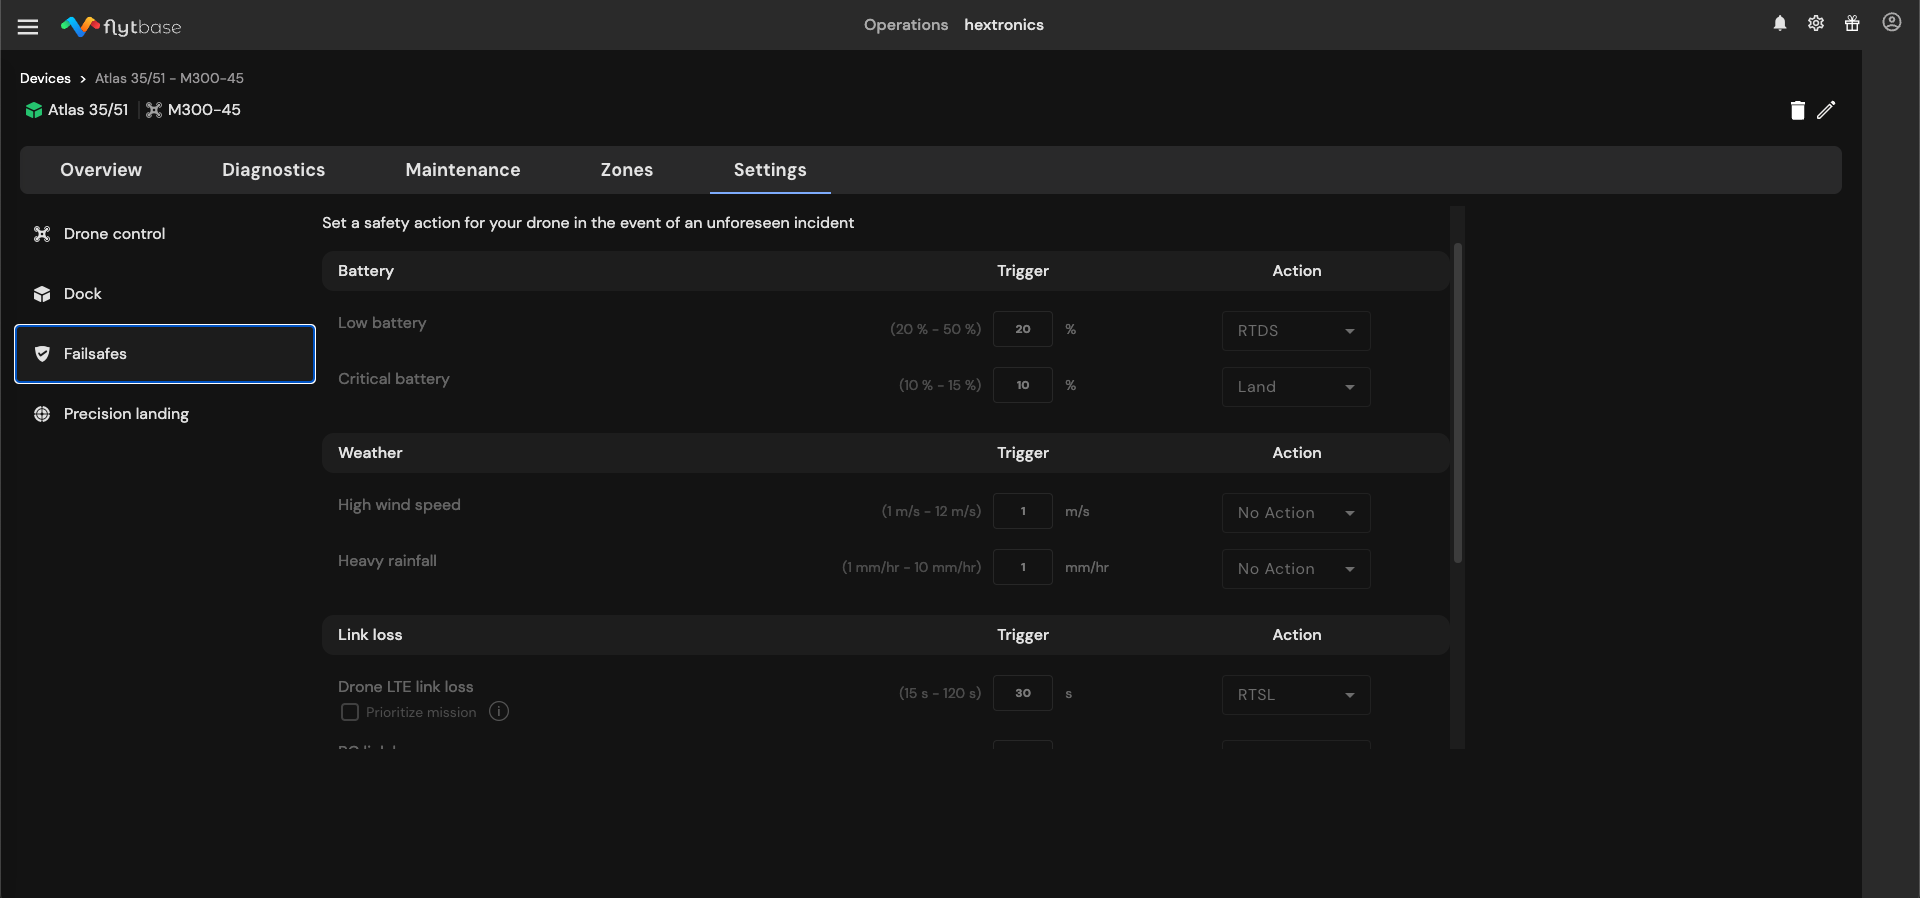 flytbase
Operations hextronics
Devices > Atlas 35/51 - M300-45
Atlas 35/51 | M300-45
Overview Diagnostics Maintenance Zones Settings
Drone control
Dock
Failsafes
Precision landing
Set a safety action for your drone in the event of an unforeseen incident
Battery Trigger Action
Low battery (20 % - 50 %) 20 % RTDS
Critical battery (10 % - 15 %) 10 % Land
Weather Trigger Action
High wind speed (1 m/s - 12 m/s) 1 m/s No Action
Heavy rainfall (1 mm/hr - 10 mm/hr) 1 mm/hr No Action
Link loss Trigger Action
Drone LTE link loss (15 s - 120 s) 30 s RTSL
Prioritize mission